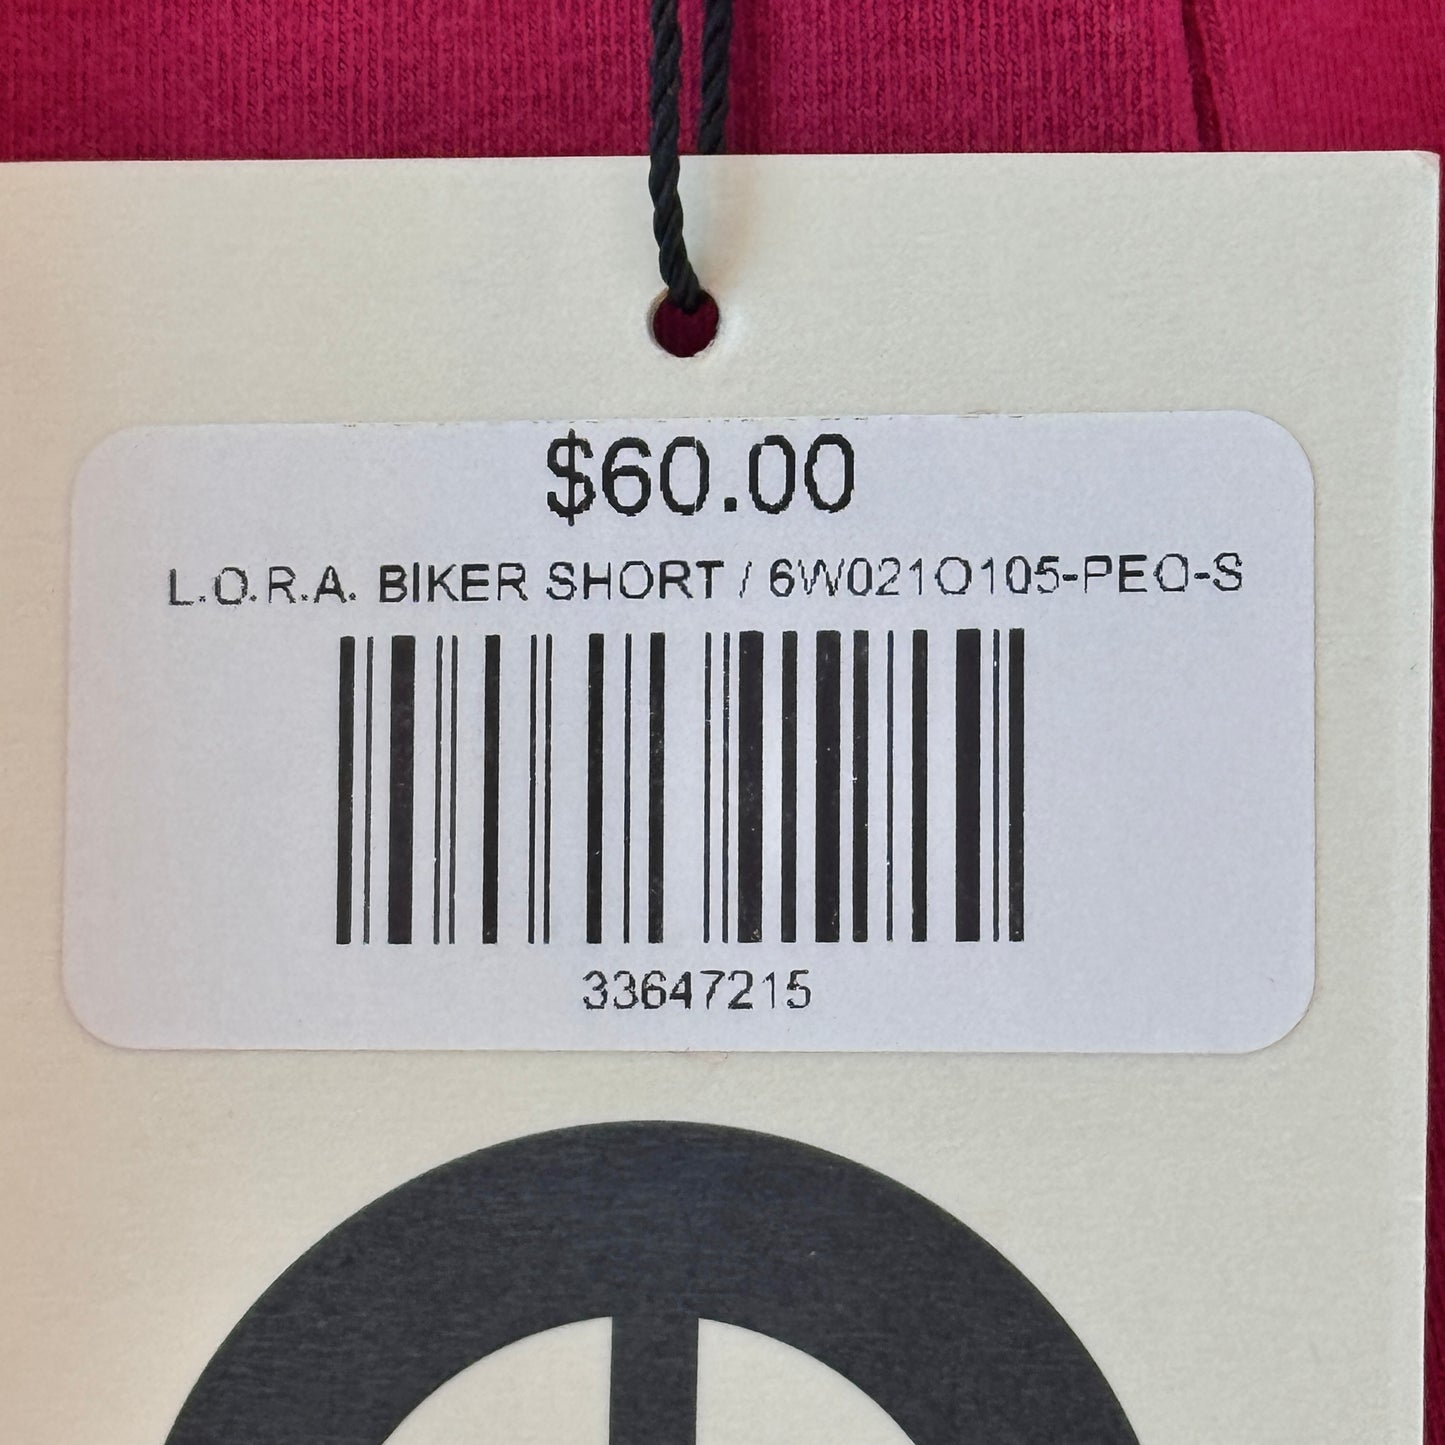 $60.00
L.O.R.A. BIKER SHORT / 6W021O105-PEO-S
33647215